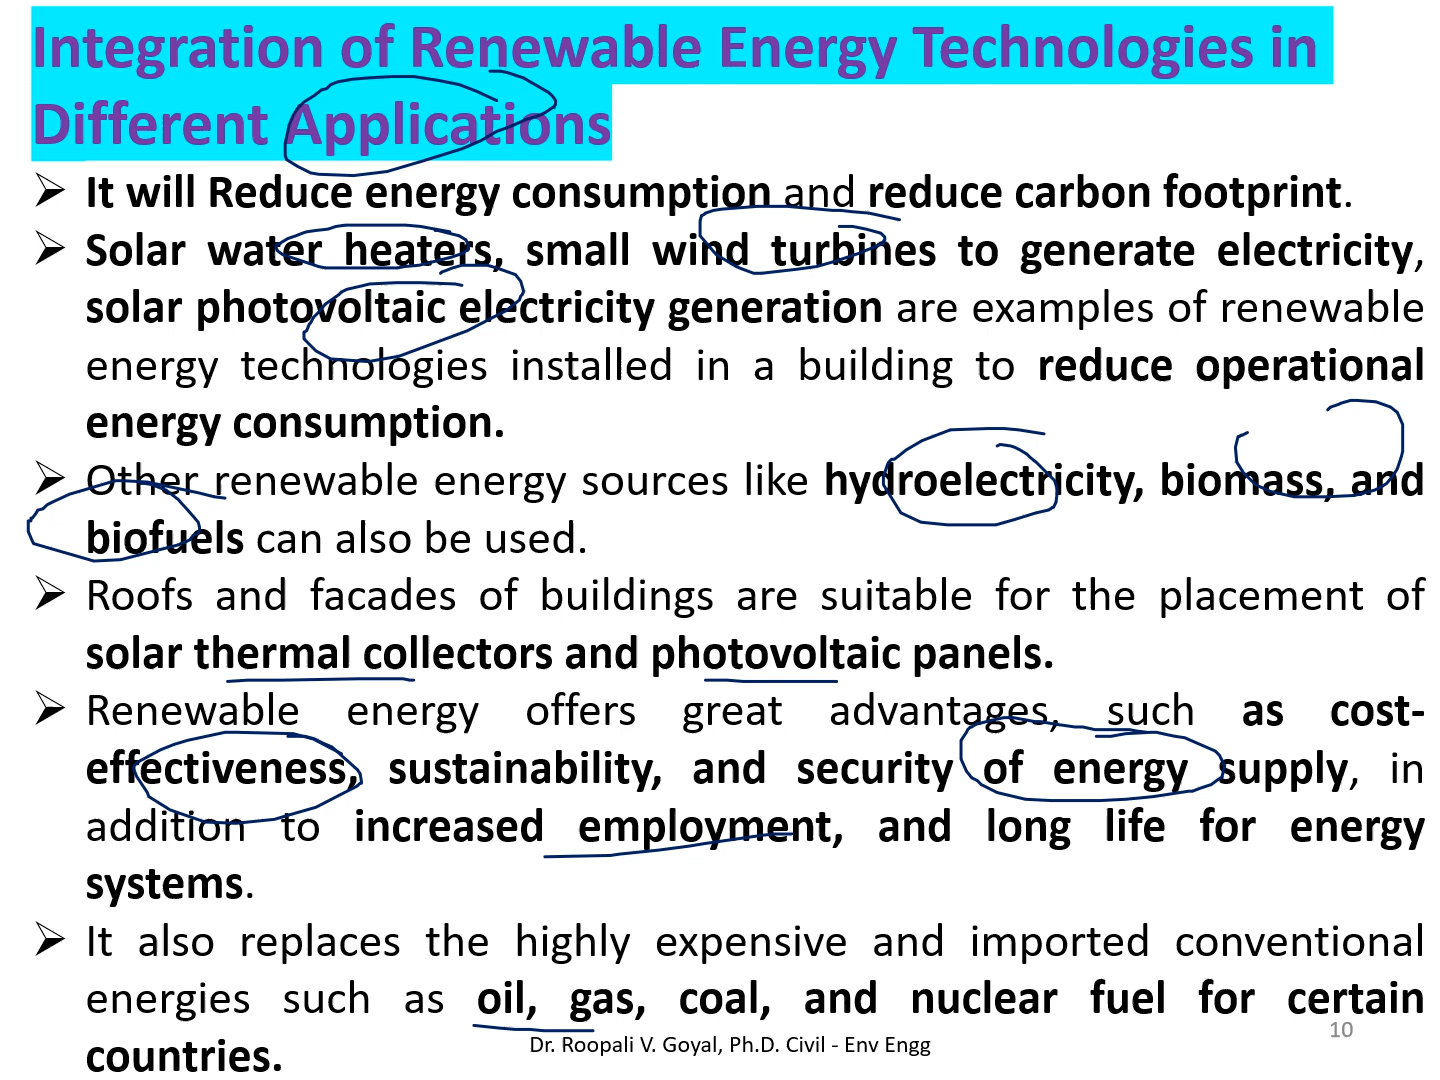 Integration of Renewable Energy Technologies in
Different Applications
➢ It will Reduce energy consumption and reduce carbon footprint.
➢ Solar water heaters, small wind turbines to generate electricity,
solar photovoltaic electricity generation are examples of renewable
energy technologies installed in a building to reduce operational
energy consumption.
➢ Other renewable energy sources like hydroelectricity, biomass, and
biofuels can also be used.
➢ Roofs and facades of buildings are suitable for the placement of
solar thermal collectors and photovoltaic panels.
➢ Renewable energy offers great advantages, such as cost-
effectiveness, sustainability, and security of energy supply, in
addition to increased employment, and long life for energy
systems.
➢ It also replaces the highly expensive and imported conventional
energies such as oil, gas, coal, and nuclear fuel for certain
countries.
Dr. Roopali V. Goyal, Ph.D. Civil - Env Engg
10